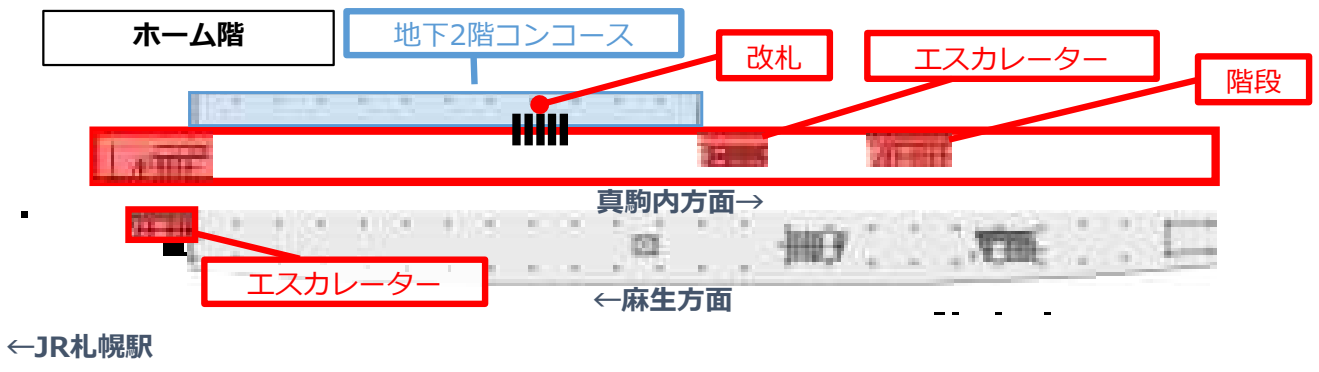 ホーム階
地下2階コンコース
改札
エスカレーター
階段
真駒内方面→
エスカレーター
←麻生方面
←JR札幌駅